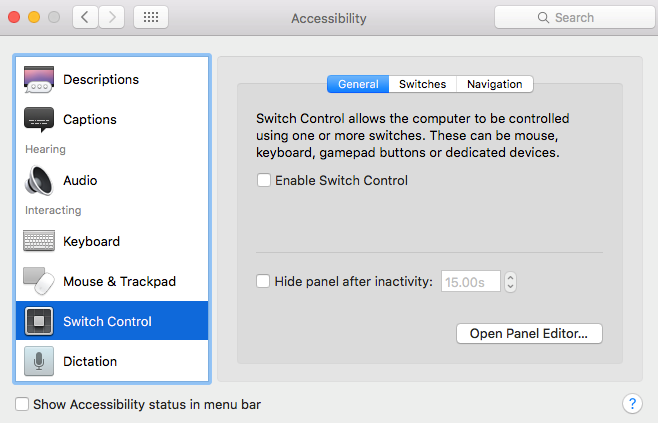 Accessibility
Search
Descriptions
Captions
Hearing
Audio
Interacting
Keyboard
Mouse & Trackpad
Switch Control
Dictation
General Switches Navigation
Switch Control allows the computer to be controlled
using one or more switches. These can be mouse,
keyboard, gamepad buttons or dedicated devices.
Enable Switch Control
Hide panel after inactivity: 15.00s
Open Panel Editor...
Show Accessibility status in menu bar
?